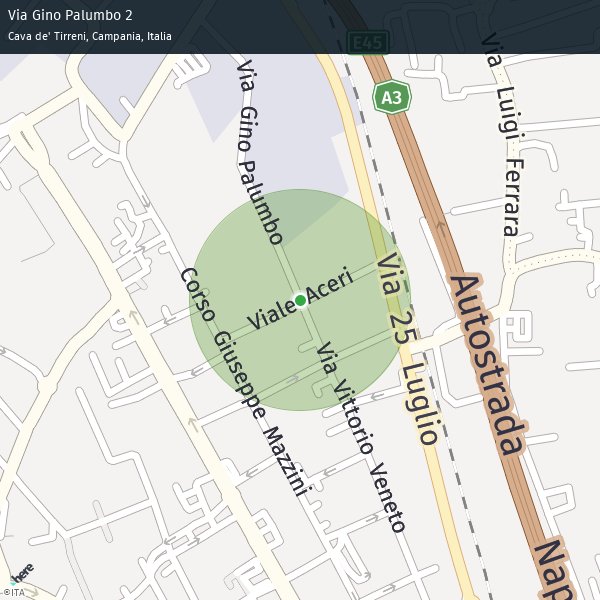 Via Gino Palumbo 2
Cava de' Tirreni, Campania, Italia
E45
A3
Via Luigi Ferrara
Via Gino Palumbo
Viale Aceri
Via 25 Luglio
Autostrada
Corso Giuseppe Mazzini
Via Vittorio Veneto
Nap
here
©ITA